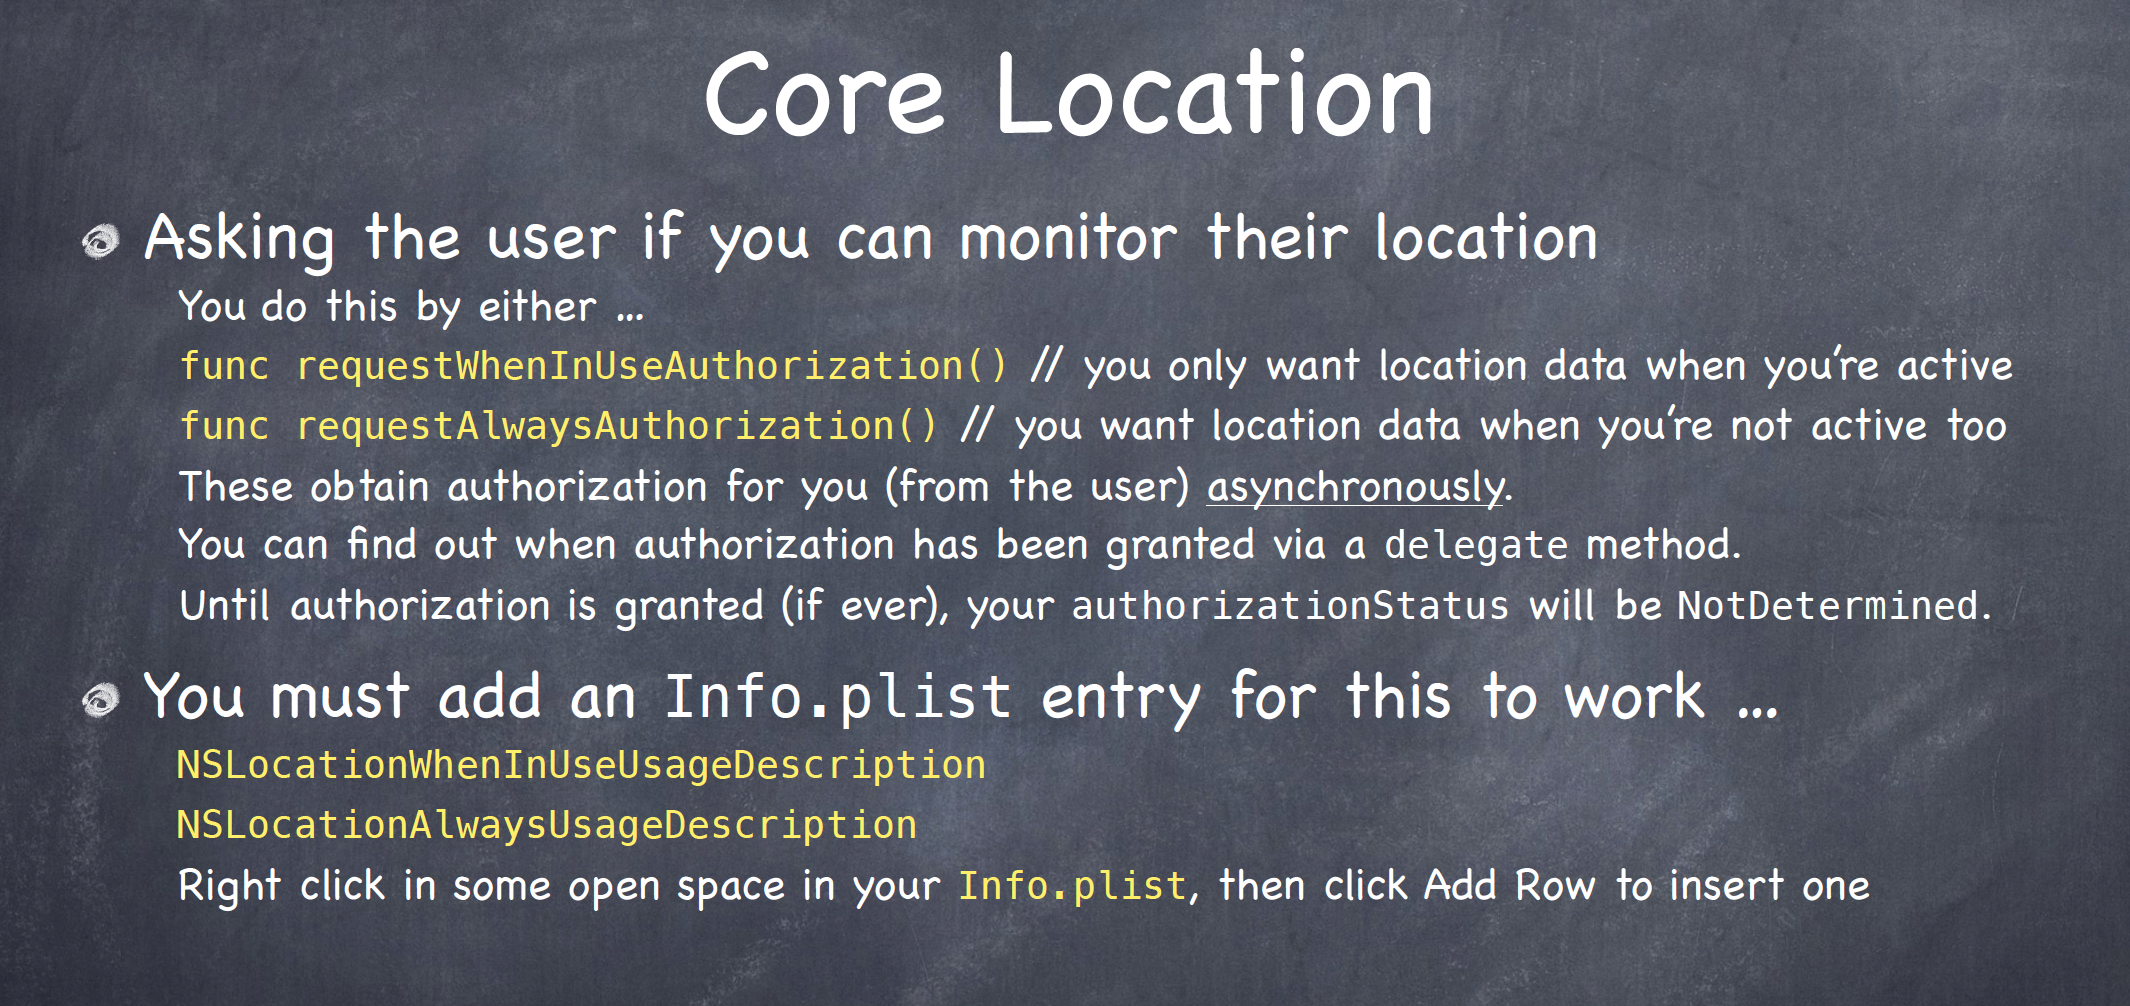 Core Location
Asking the user if you can monitor their location
You do this by either …
func requestWhenInUseAuthorization() // you only want location data when you’re active
func requestAlwaysAuthorization() // you want location data when you’re not active too
These obtain authorization for you (from the user) asynchronously.
You can find out when authorization has been granted via a delegate method.
Until authorization is granted (if ever), your authorizationStatus will be NotDetermined.
You must add an Info.plist entry for this to work …
NSLocationWhenInUseUsageDescription
NSLocationAlwaysUsageDescription
Right click in some open space in your Info.plist, then click Add Row to insert one